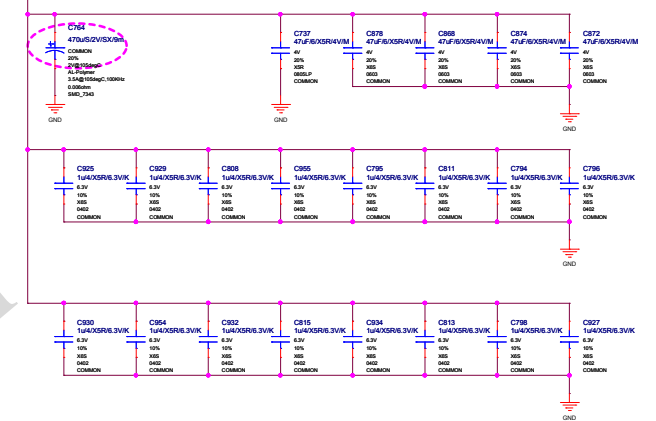 C764
470u/S/2V/SX/9m
COMMON
20%
2V@105degC
AL-Polymer
3.5A@105degC,100KHz
0.006ohm
SMD_7343
GND
C737
47uF/6/X5R/4V/M
4V
20%
X5R
0805LP
COMMON
GND
C878
47uF/6/X5R/4V/M
4V
20%
X6S
0603
COMMON
C868
47uF/6/X5R/4V/M
4V
20%
X6S
0603
COMMON
C874
47uF/6/X5R/4V/M
4V
20%
X6S
0603
COMMON
C872
47uF/6/X5R/4V/M
4V
20%
X6S
0603
COMMON
GND
C925
1u/4/X5R/6.3V/K
6.3V
10%
X6S
0402
COMMON
C929
1u/4/X5R/6.3V/K
6.3V
10%
X6S
0402
COMMON
C808
1u/4/X5R/6.3V/K
6.3V
10%
X6S
0402
COMMON
C955
1u/4/X5R/6.3V/K
6.3V
10%
X6S
0402
COMMON
C795
1u/4/X5R/6.3V/K
6.3V
10%
X6S
0402
COMMON
C811
1u/4/X5R/6.3V/K
6.3V
10%
X6S
0402
COMMON
C794
1u/4/X5R/6.3V/K
6.3V
10%
X6S
0402
COMMON
C796
1u/4/X5R/6.3V/K
6.3V
10%
X6S
0402
COMMON
GND
C930
1u/4/X5R/6.3V/K
6.3V
10%
X6S
0402
COMMON
C954
1u/4/X5R/6.3V/K
6.3V
10%
X6S
0402
COMMON
C932
1u/4/X5R/6.3V/K
6.3V
10%
X6S
0402
COMMON
C815
1u/4/X5R/6.3V/K
6.3V
10%
X6S
0402
COMMON
C934
1u/4/X5R/6.3V/K
6.3V
10%
X6S
0402
COMMON
C813
1u/4/X5R/6.3V/K
6.3V
10%
X6S
0402
COMMON
C798
1u/4/X5R/6.3V/K
6.3V
10%
X6S
0402
COMMON
C927
1u/4/X5R/6.3V/K
6.3V
10%
X6S
0402
COMMON
GND